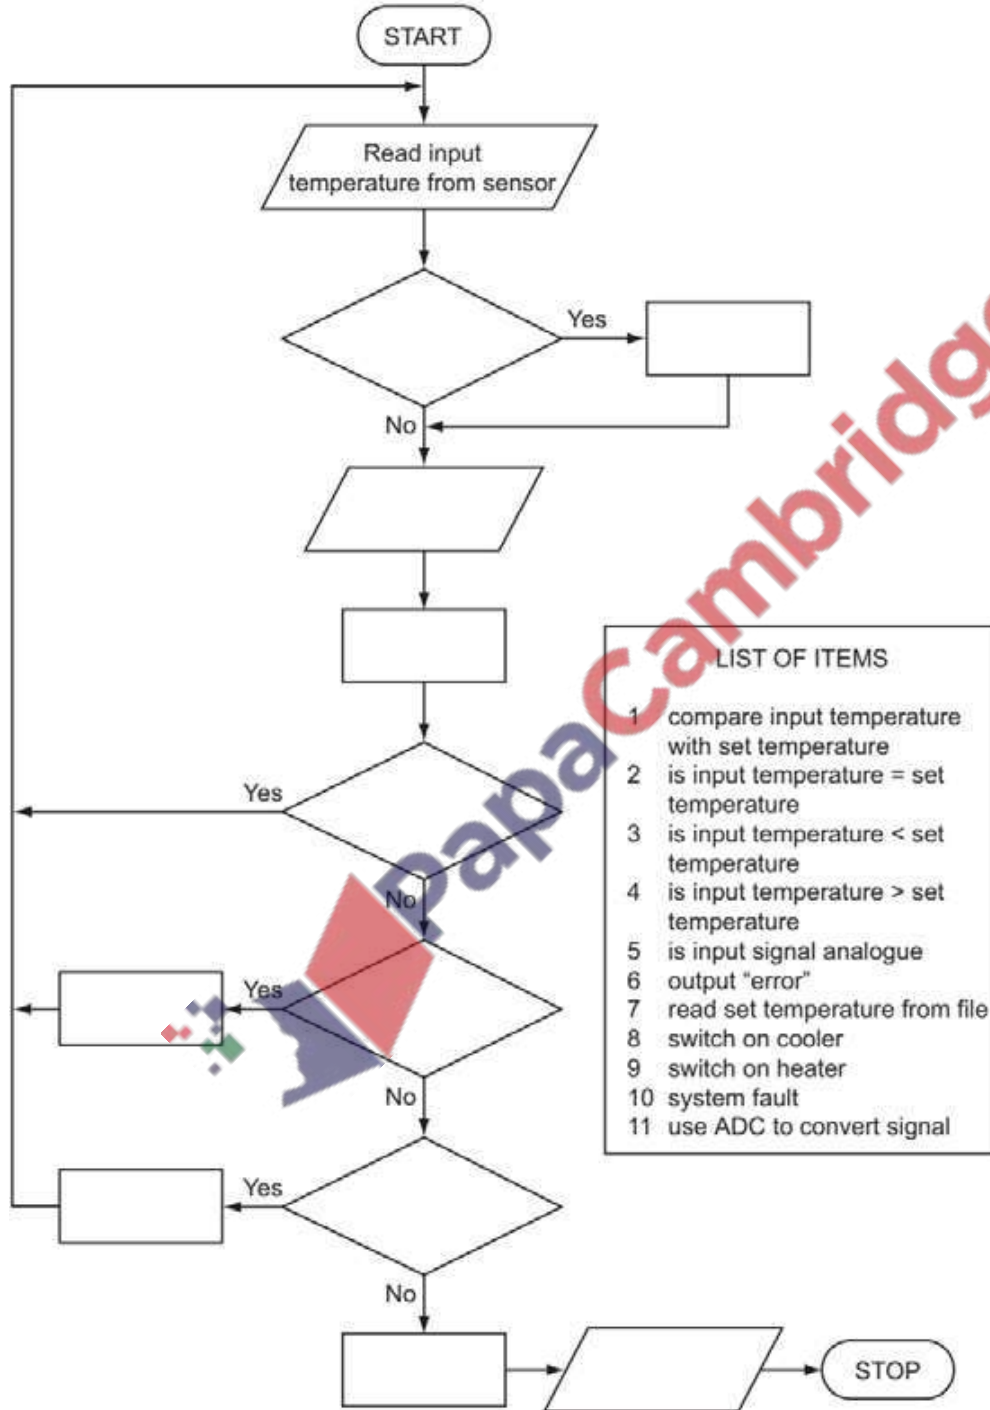 START
Read input
temperature from sensor
Yes
No
Yes
No
Yes
No
Yes
No
STOP
LIST OF ITEMS
1 compare input temperature
with set temperature
2 is input temperature = set
temperature
3 is input temperature < set
temperature
4 is input temperature > set
temperature
5 is input signal analogue
6 output “error”
7 read set temperature from file
8 switch on cooler
9 switch on heater
10 system fault
11 use ADC to convert signal
PapaCambridge